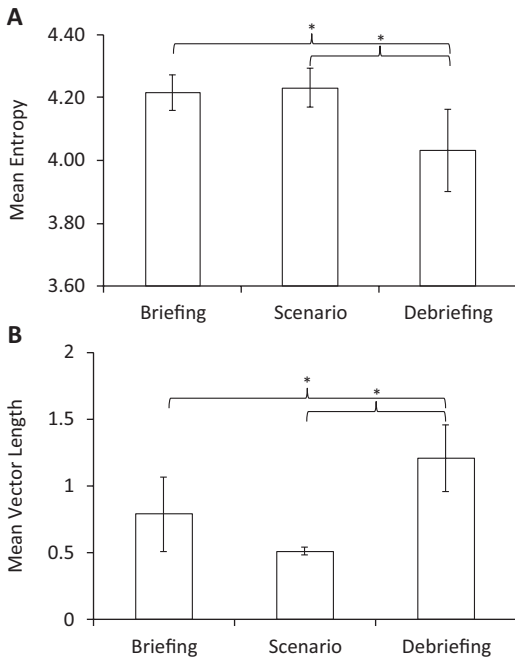 A
4.40
4.20
4.00
3.80
3.60
Mean Entropy
*
*
Briefing Scenario Debriefing
B
2
1.5
1
0.5
0
Mean Vector Length
*
*
Briefing Scenario Debriefing